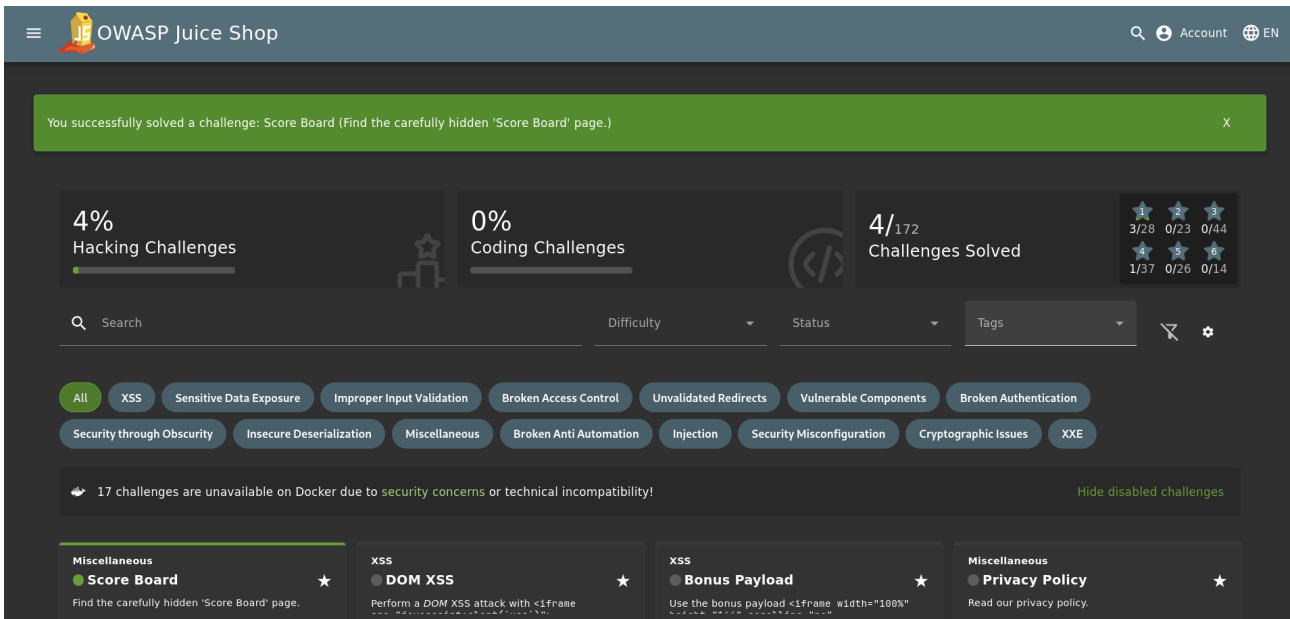 OWASP Juice Shop
Account
EN
You successfully solved a challenge: Score Board (Find the carefully hidden 'Score Board' page.)
X
4%
Hacking Challenges
0%
Coding Challenges
4/172
Challenges Solved
1 2 3
3/28 0/23 0/44
4 5 6
1/37 0/26 0/14
Search
Difficulty
Status
Tags
All XSS Sensitive Data Exposure Improper Input Validation Broken Access Control Unvalidated Redirects Vulnerable Components Broken Authentication
Security through Obscurity Insecure Deserialization Miscellaneous Broken Anti Automation Injection Security Misconfiguration Cryptographic Issues XXE
17 challenges are unavailable on Docker due to security concerns or technical incompatibility!
Hide disabled challenges
Miscellaneous
Score Board
Find the carefully hidden 'Score Board' page.
XSS
DOM XSS
Perform a DOM XSS attack with <iframe
XSS
Bonus Payload
Use the bonus payload <iframe width="100%"
Miscellaneous
Privacy Policy
Read our privacy policy.